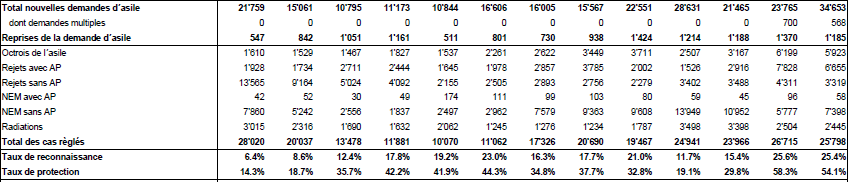 Total nouvelles demandes d'asile 21'759 15'061 10'795 11'173 10'844 16'606 16'005 15'567 22'551 28'631 21'465 23'765 34'653
dont demandes multiples 0 0 0 0 0 0 0 0 0 0 0 700 568
Reprises de la demande d'asile 547 842 1'051 1'161 511 801 730 938 1'424 1'214 1'188 1'370 1'185
Octrois de l'asile 1'610 1'529 1'467 1'827 1'537 2'261 2'622 3'449 3'711 2'507 3'167 6'199 5'923
Rejets avec AP 1'928 1'734 2'711 2'444 1'645 1'978 2'857 3'785 2'002 1'526 2'916 7'828 6'655
Rejets sans AP 13'565 9'164 5'024 4'092 2'155 2'505 2'893 2'756 2'279 3'402 3'488 4'311 3'319
NEM avec AP 42 52 30 49 174 111 99 103 80 59 45 96 58
NEM sans AP 7'860 5'242 2'556 1'837 2'497 2'962 7'579 9'363 9'608 13'949 10'952 5'777 7'398
Radiations 3'015 2'316 1'690 1'632 2'062 1'245 1'276 1'234 1'787 3'498 3'398 2'504 2'445
Total des cas règlés 28'020 20'037 13'478 11'881 10'070 11'062 17'326 20'690 19'467 24'941 23'966 26'715 25'798
Taux de reconnaissance 6.4% 8.6% 12.4% 17.8% 19.2% 23.0% 16.3% 17.7% 21.0% 11.7% 15.4% 25.6% 25.4%
Taux de protection 14.3% 18.7% 35.7% 42.2% 41.9% 44.3% 34.8% 37.7% 32.8% 19.1% 29.8% 58.3% 54.1%